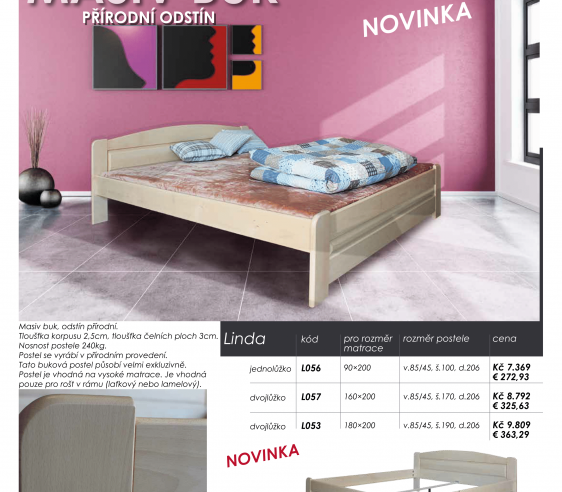 MASIV BUK
PŘÍRODNÍ ODSTÍN
NOVINKA
Masiv buk, odstín přírodní.
Tloušťka korpusu 2,5cm, tloušťka čelních ploch 3cm.
Nosnost postele 240kg.
Postel se vyrábí v přírodním provedení.
Tato buková postel působí velmi exkluzivně.
Postel je vhodná na vysoké matrace. Je vhodná
pouze pro rošt v rámu (laťkový nebo lamelový).
Linda kód pro rozměr matrace rozměr postele cena
jednolůžko L056 90×200 v.85/45, š.100, d.206 Kč 7.369
€ 272,93
dvojlůžko L057 160×200 v.85/45, š.170, d.206 Kč 8.792
€ 325,63
dvojlůžko L053 180×200 v.85/45, š.190, d.206 Kč 9.809
€ 363,29
NOVINKA